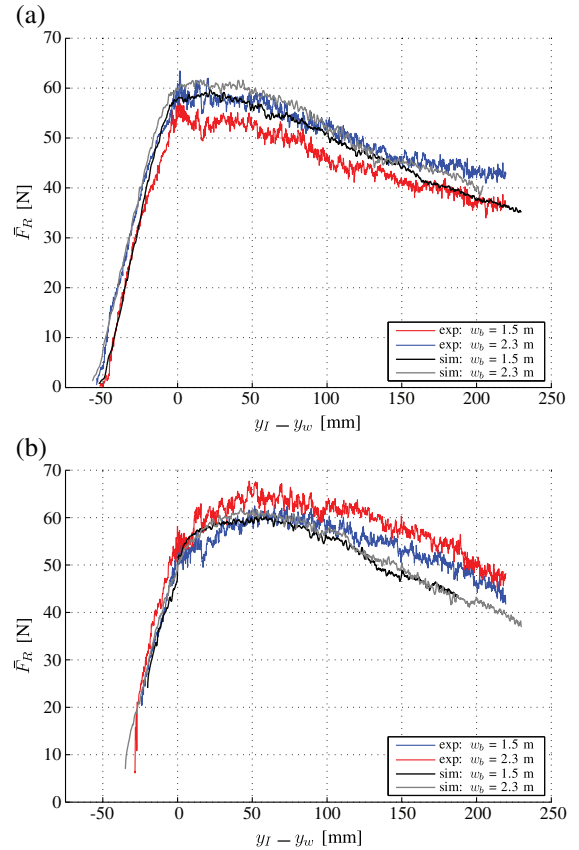 (a)
70
60
50
40
30
20
10
0
F̄_R [N]
-50 0 50 100 150 200 250
y_I − y_w [mm]
exp: w_b = 1.5 m
exp: w_b = 2.3 m
sim: w_b = 1.5 m
sim: w_b = 2.3 m
(b)
70
60
50
40
30
20
10
0
F̄_R [N]
-50 0 50 100 150 200 250
y_I − y_w [mm]
exp: w_b = 1.5 m
exp: w_b = 2.3 m
sim: w_b = 1.5 m
sim: w_b = 2.3 m